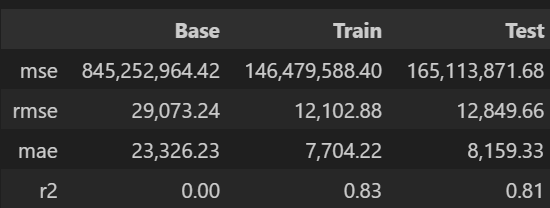 Base Train Test
mse 845,252,964.42 146,479,588.40 165,113,871.68
rmse 29,073.24 12,102.88 12,849.66
mae 23,326.23 7,704.22 8,159.33
r2 0.00 0.83 0.81